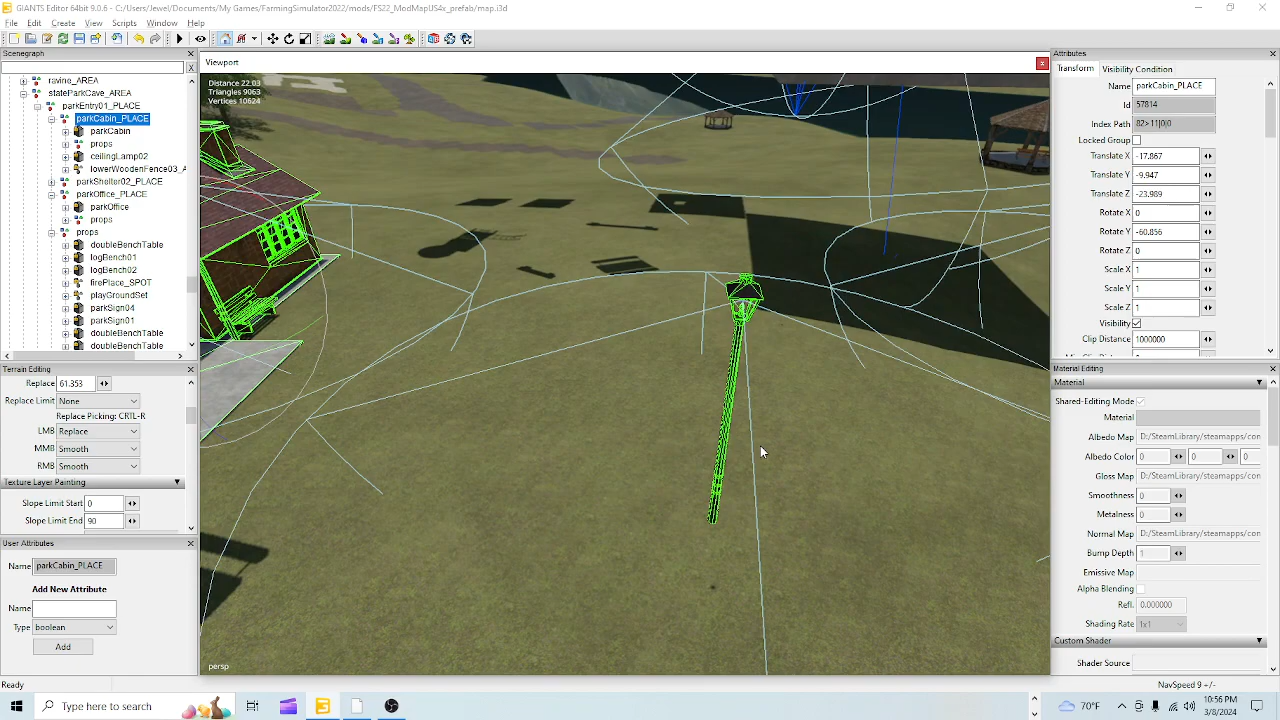 GIANTS Editor 64bit 9.0.6 - C:/Users/Jewel/Documents/My Games/FarmingSimulator2022/mods/FS22_ModMapUS4x_prefab/map.i3d
File Edit Create View Scripts Window Help
Scenegraph
ravine_AREA
stateParkCave_AREA
parkEntry01_PLACE
parkCabin_PLACE
parkCabin
props
ceilingLamp02
lowerWoodenFence03_A
parkShelter02_PLACE
parkOffice_PLACE
parkOffice
props
props
doubleBenchTable
logBench01
logBench02
firePlace_SPOT
playGroundSet
parkSign04
parkSign01
doubleBenchTable
doubleBenchTable
Terrain Editing
Replace 61.353
Replace Limit None
Replace Picking: CRTL-R
LMB Replace
MMB Smooth
RMB Smooth
Texture Layer Painting
Slope Limit Start 0
Slope Limit End 90
User Attributes
Name parkCabin_PLACE
Add New Attribute
Name
Type boolean
Add
Ready
Viewport
Distance 22.03
Triangles 9063
Vertices 10624
persp
Attributes
Transform Visibility Condition
Name parkCabin_PLACE
Id 57814
Index Path 82>11|0|0
Locked Group
Translate X -17.867
Translate Y -9.947
Translate Z -23.989
Rotate X 0
Rotate Y -60.856
Rotate Z 0
Scale X 1
Scale Y 1
Scale Z 1
Visibility
Clip Distance 1000000
Material Editing
Material
Shared-Editing Mode
Material
Albedo Map D:/SteamLibrary/steamapps/con
Albedo Color 0 0 0
Gloss Map D:/SteamLibrary/steamapps/con
Smoothness 0
Metalness 0
Normal Map D:/SteamLibrary/steamapps/con
Bump Depth 1
Emissive Map
Alpha Blending
Refl. 0.000000
Shading Rate 1x1
Custom Shader
Shader Source
NavSpeed 9 +/-
Type here to search
70°F
10:56 PM
3/8/2024